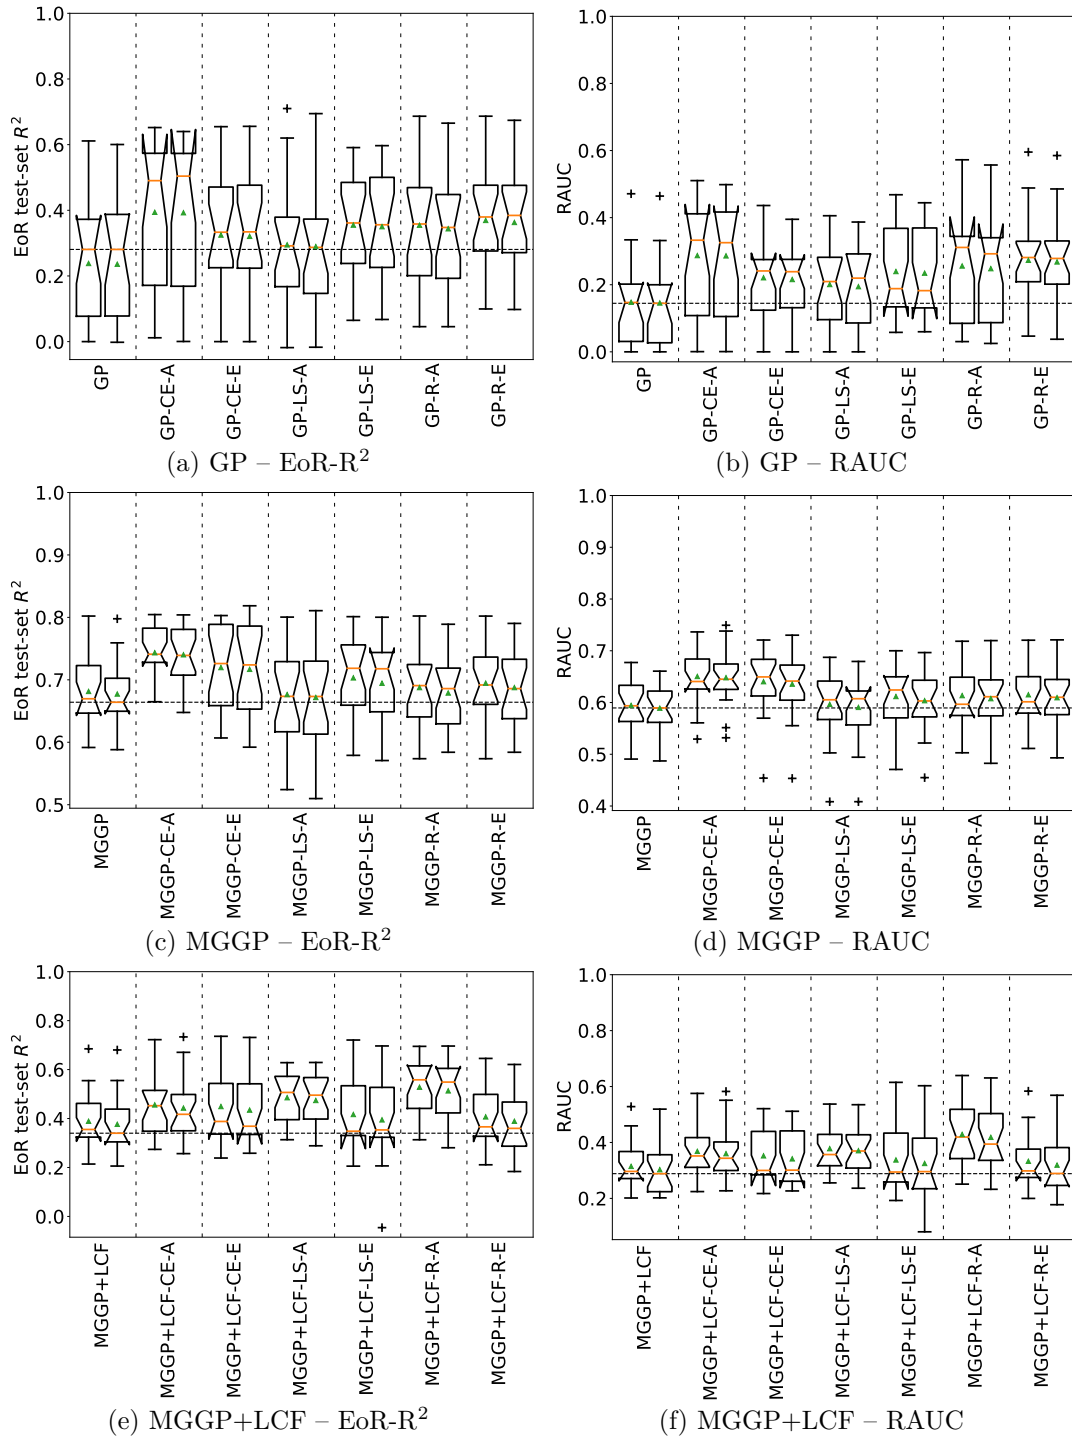 1.0
0.8
0.6
0.4
0.2
0.0
EoR test-set R²
GP
GP-CE-A
GP-CE-E
GP-LS-A
GP-LS-E
GP-R-A
GP-R-E
(a) GP – EoR-R²
1.0
0.8
0.6
0.4
0.2
0.0
RAUC
GP
GP-CE-A
GP-CE-E
GP-LS-A
GP-LS-E
GP-R-A
GP-R-E
(b) GP – RAUC
1.0
0.9
0.8
0.7
0.6
0.5
EoR test-set R²
MGGP
MGGP-CE-A
MGGP-CE-E
MGGP-LS-A
MGGP-LS-E
MGGP-R-A
MGGP-R-E
(c) MGGP – EoR-R²
1.0
0.9
0.8
0.7
0.6
0.5
0.4
RAUC
MGGP
MGGP-CE-A
MGGP-CE-E
MGGP-LS-A
MGGP-LS-E
MGGP-R-A
MGGP-R-E
(d) MGGP – RAUC
1.0
0.8
0.6
0.4
0.2
0.0
EoR test-set R²
MGGP+LCF
MGGP+LCF-CE-A
MGGP+LCF-CE-E
MGGP+LCF-LS-A
MGGP+LCF-LS-E
MGGP+LCF-R-A
MGGP+LCF-R-E
(e) MGGP+LCF – EoR-R²
1.0
0.8
0.6
0.4
0.2
RAUC
MGGP+LCF
MGGP+LCF-CE-A
MGGP+LCF-CE-E
MGGP+LCF-LS-A
MGGP+LCF-LS-E
MGGP+LCF-R-A
MGGP+LCF-R-E
(f) MGGP+LCF – RAUC